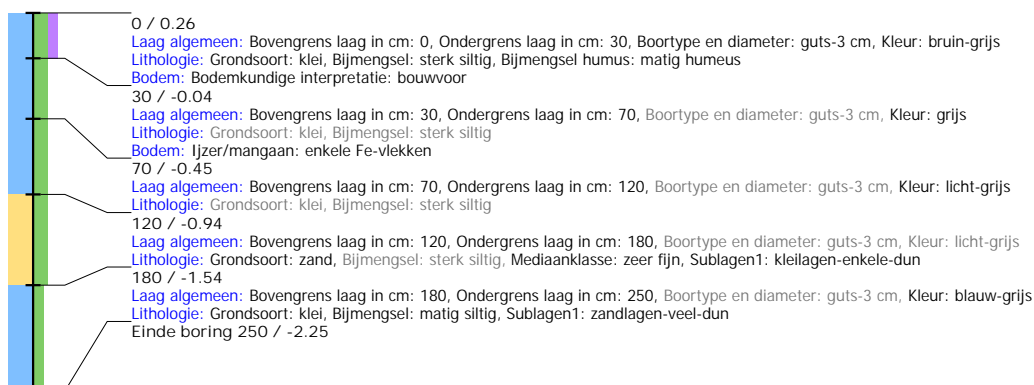 0 / 0.26
Laag algemeen: Bovengrens laag in cm: 0, Ondergrens laag in cm: 30, Boortype en diameter: guts-3 cm, Kleur: bruin-grijs
Lithologie: Grondsoort: klei, Bijmengsel: sterk siltig, Bijmengsel humus: matig humeus
Bodem: Bodemkundige interpretatie: bouwvoor
30 / -0.04
Laag algemeen: Bovengrens laag in cm: 30, Ondergrens laag in cm: 70, Boortype en diameter: guts-3 cm, Kleur: grijs
Lithologie: Grondsoort: klei, Bijmengsel: sterk siltig
Bodem: Ijzer/mangaan: enkele Fe-vlekken
70 / -0.45
Laag algemeen: Bovengrens laag in cm: 70, Ondergrens laag in cm: 120, Boortype en diameter: guts-3 cm, Kleur: licht-grijs
Lithologie: Grondsoort: klei, Bijmengsel: sterk siltig
120 / -0.94
Laag algemeen: Bovengrens laag in cm: 120, Ondergrens laag in cm: 180, Boortype en diameter: guts-3 cm, Kleur: licht-grijs
Lithologie: Grondsoort: zand, Bijmengsel: sterk siltig, Mediaanklasse: zeer fijn, Sublagen1: kleilagen-enkele-dun
180 / -1.54
Laag algemeen: Bovengrens laag in cm: 180, Ondergrens laag in cm: 250, Boortype en diameter: guts-3 cm, Kleur: blauw-grijs
Lithologie: Grondsoort: klei, Bijmengsel: matig siltig, Sublagen1: zandlagen-veel-dun
Einde boring 250 / -2.25